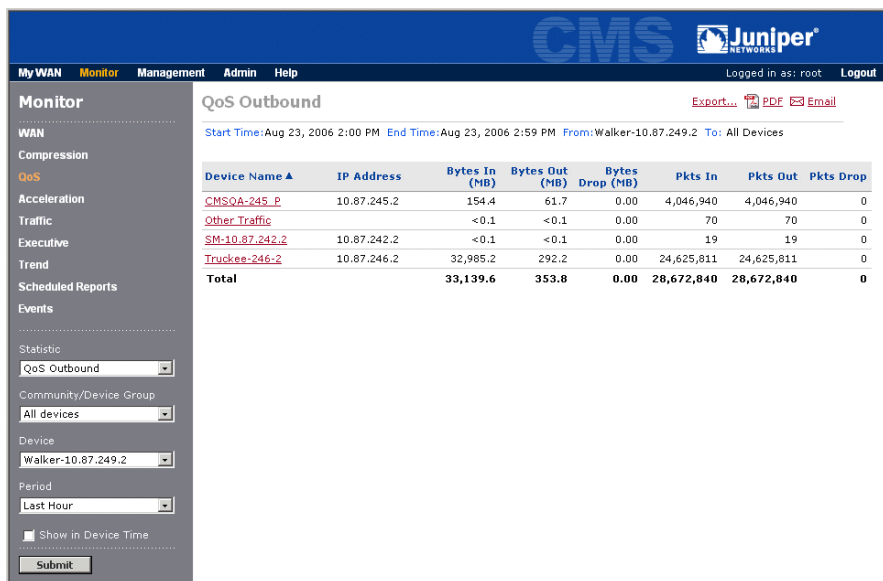 CMS
Juniper
NETWORKS
My WAN Monitor Management Admin Help Logged in as: root Logout
Monitor
WAN
Compression
QoS
Acceleration
Traffic
Executive
Trend
Scheduled Reports
Events
Statistic
QoS Outbound
Community/Device Group
All devices
Device
Walker-10.87.249.2
Period
Last Hour
Show in Device Time
Submit
QoS Outbound
Export... PDF Email
Start Time:Aug 23, 2006 2:00 PM End Time:Aug 23, 2006 2:59 PM From:Walker-10.87.249.2 To: All Devices
Device Name IP Address Bytes In (MB) Bytes Out (MB) Bytes Drop (MB) Pkts In Pkts Out Pkts Drop
CMSQA-245 P 10.87.245.2 154.4 61.7 0.00 4,046,940 4,046,940 0
Other Traffic <0.1 <0.1 0.00 70 70 0
SM-10.87.242.2 10.87.242.2 <0.1 <0.1 0.00 19 19 0
Truckee-246-2 10.87.246.2 32,985.2 292.2 0.00 24,625,811 24,625,811 0
Total 33,139.6 353.8 0.00 28,672,840 28,672,840 0